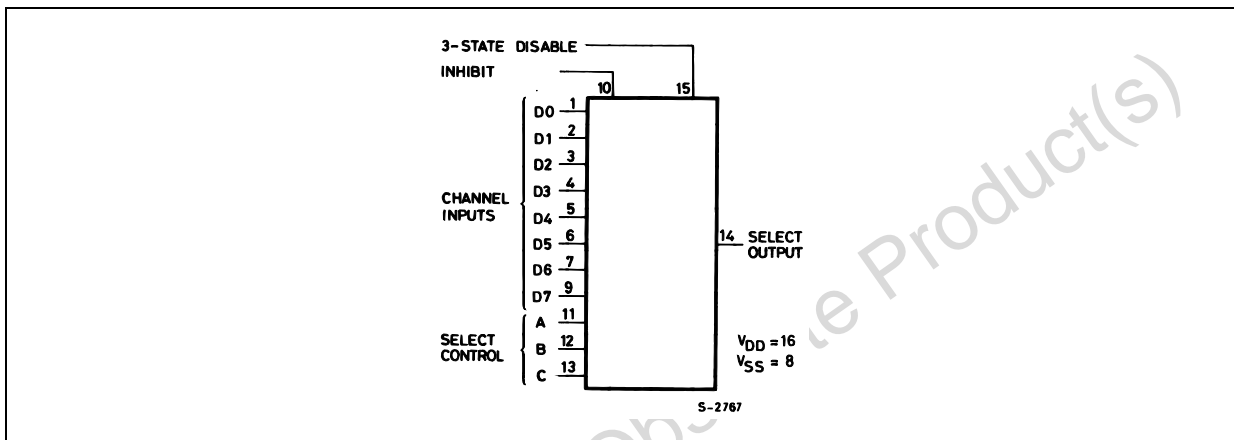 3-STATE DISABLE
INHIBIT
10 15
D0 1
D1 2
D2 3
D3 4
CHANNEL INPUTS
D4 5
D5 6
D6 7
D7 9
14 SELECT OUTPUT
A 11
SELECT CONTROL
B 12
C 13
VDD = 16
VSS = 8
S-2767
Product(s)